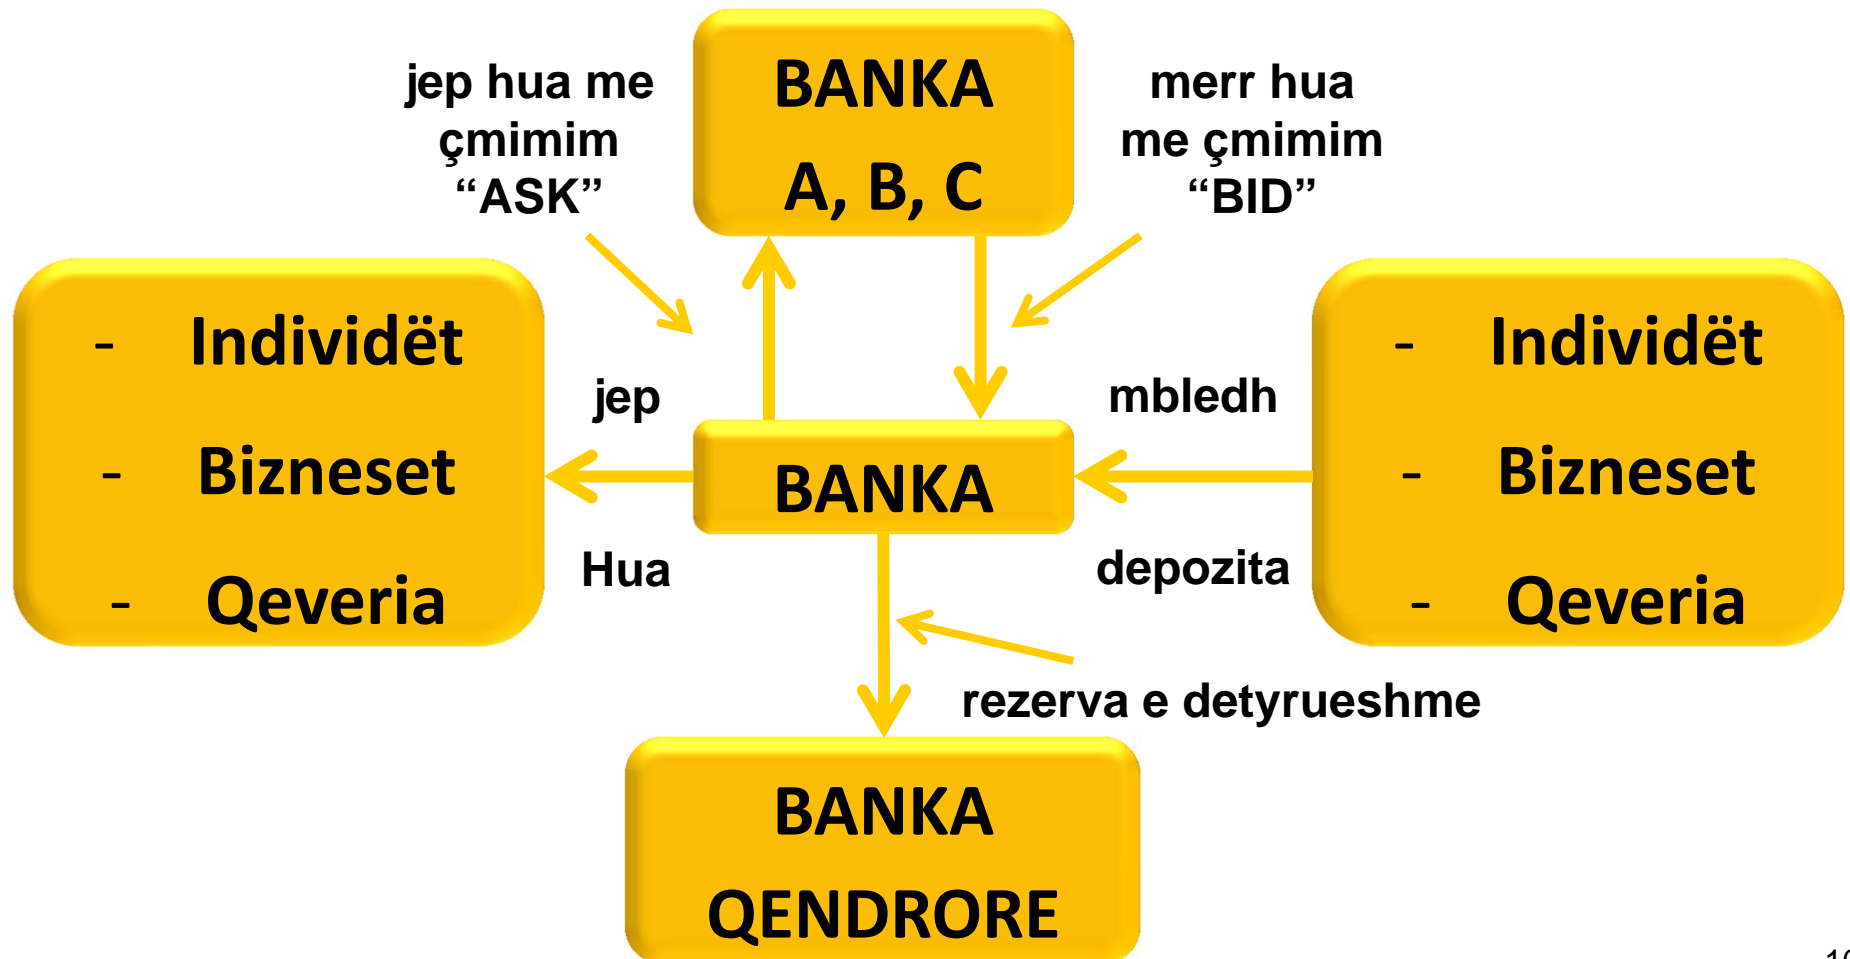 jep hua me
çmimim
“ASK”
BANKA
A, B, C
merr hua
me çmimim
“BID”
- Individët
- Bizneset
- Qeveria
jep
Hua
BANKA
mbledh
depozita
- Individët
- Bizneset
- Qeveria
rezerva e detyrueshme
BANKA
QENDRORE